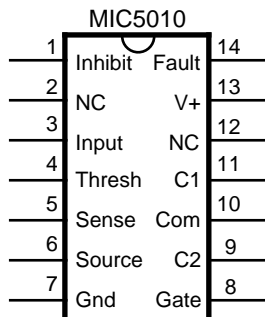 MIC5010
1 Inhibit Fault 14
2 NC V+ 13
3 Input NC 12
4 Thresh C1 11
5 Sense Com 10
6 Source C2 9
7 Gnd Gate 8